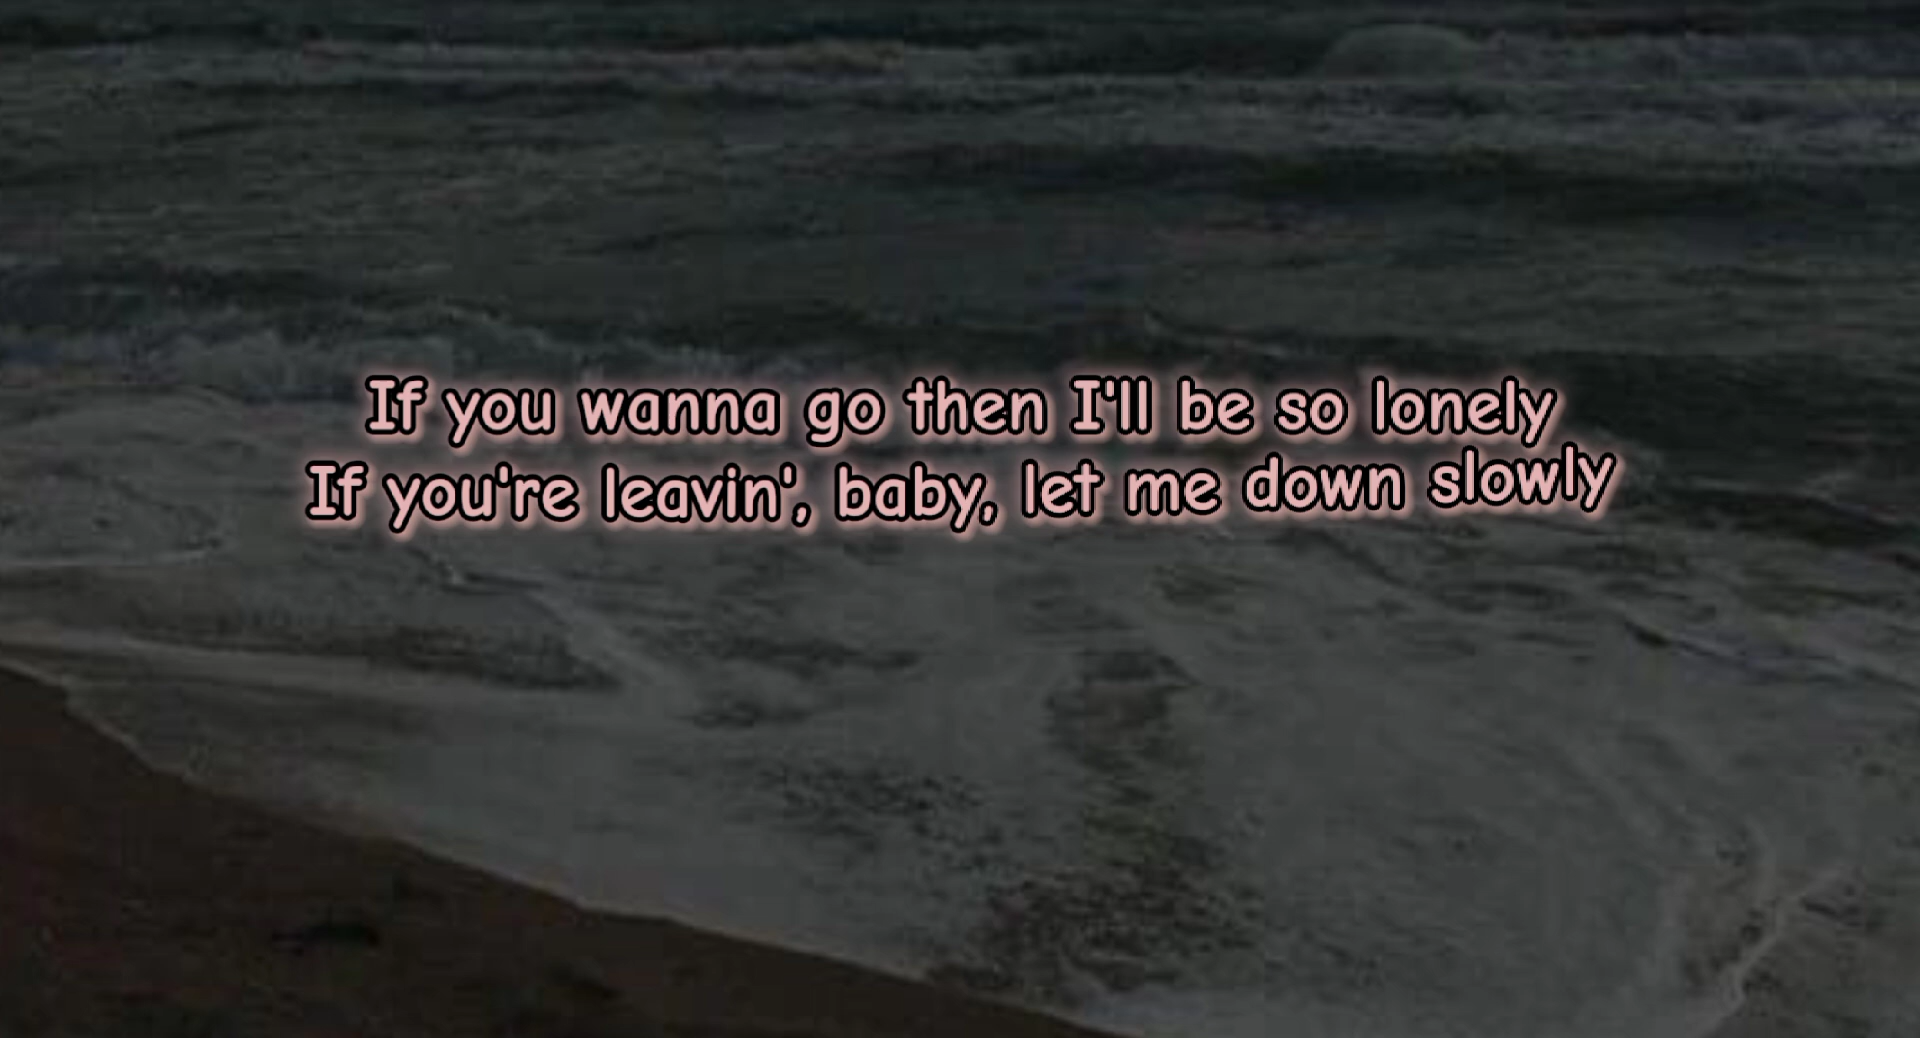 If you wanna go then I'll be so lonely
If you're leavin', baby, let me down slowly